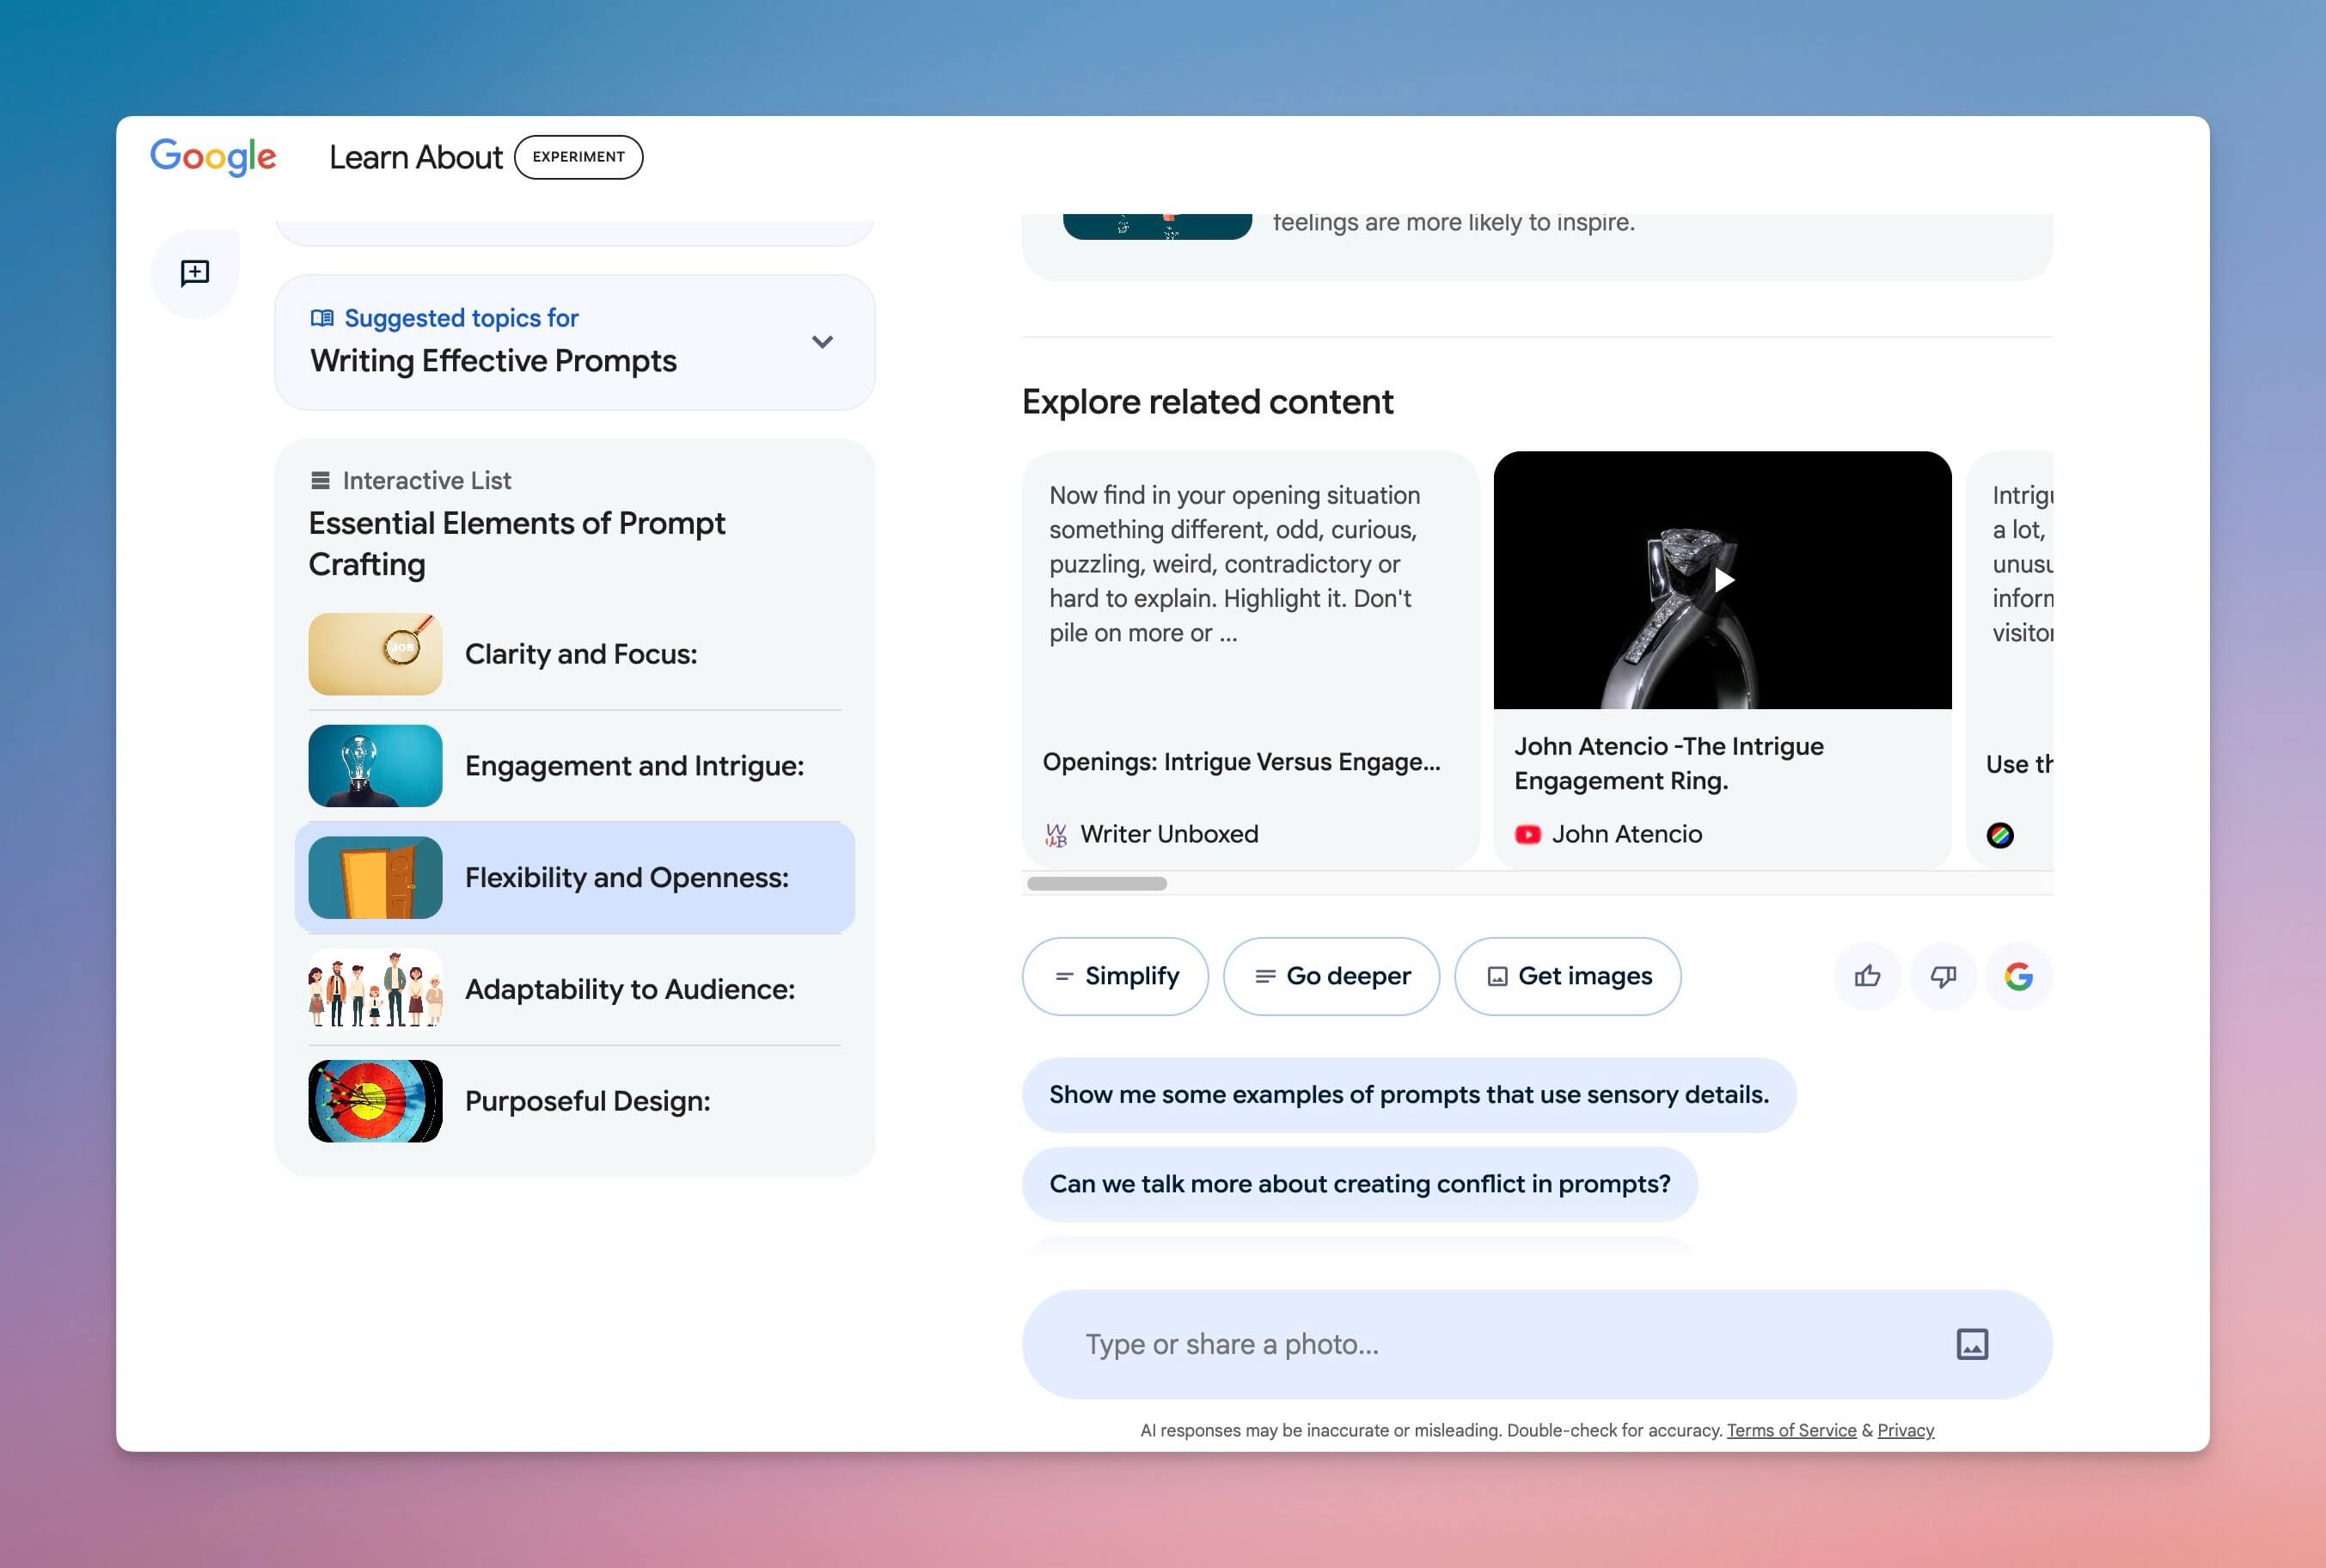 Google
Learn About
EXPERIMENT
Suggested topics for
Writing Effective Prompts
Interactive List
Essential Elements of Prompt
Crafting
JOB
Clarity and Focus:
Engagement and Intrigue:
Flexibility and Openness:
Adaptability to Audience:
Purposeful Design:
feelings are more likely to inspire.
Explore related content
Now find in your opening situation
something different, odd, curious,
puzzling, weird, contradictory or
hard to explain. Highlight it. Don't
pile on more or ...
Openings: Intrigue Versus Engage...
Writer Unboxed
John Atencio -The Intrigue
Engagement Ring.
John Atencio
a lot,
Use
Simplify
Go deeper
Get images
Show me some examples of prompts that use sensory details.
Can we talk more about creating conflict in prompts?
Type or share a photo...
AI responses may be inaccurate or misleading. Double-check for accuracy. Terms of Service & Privacy